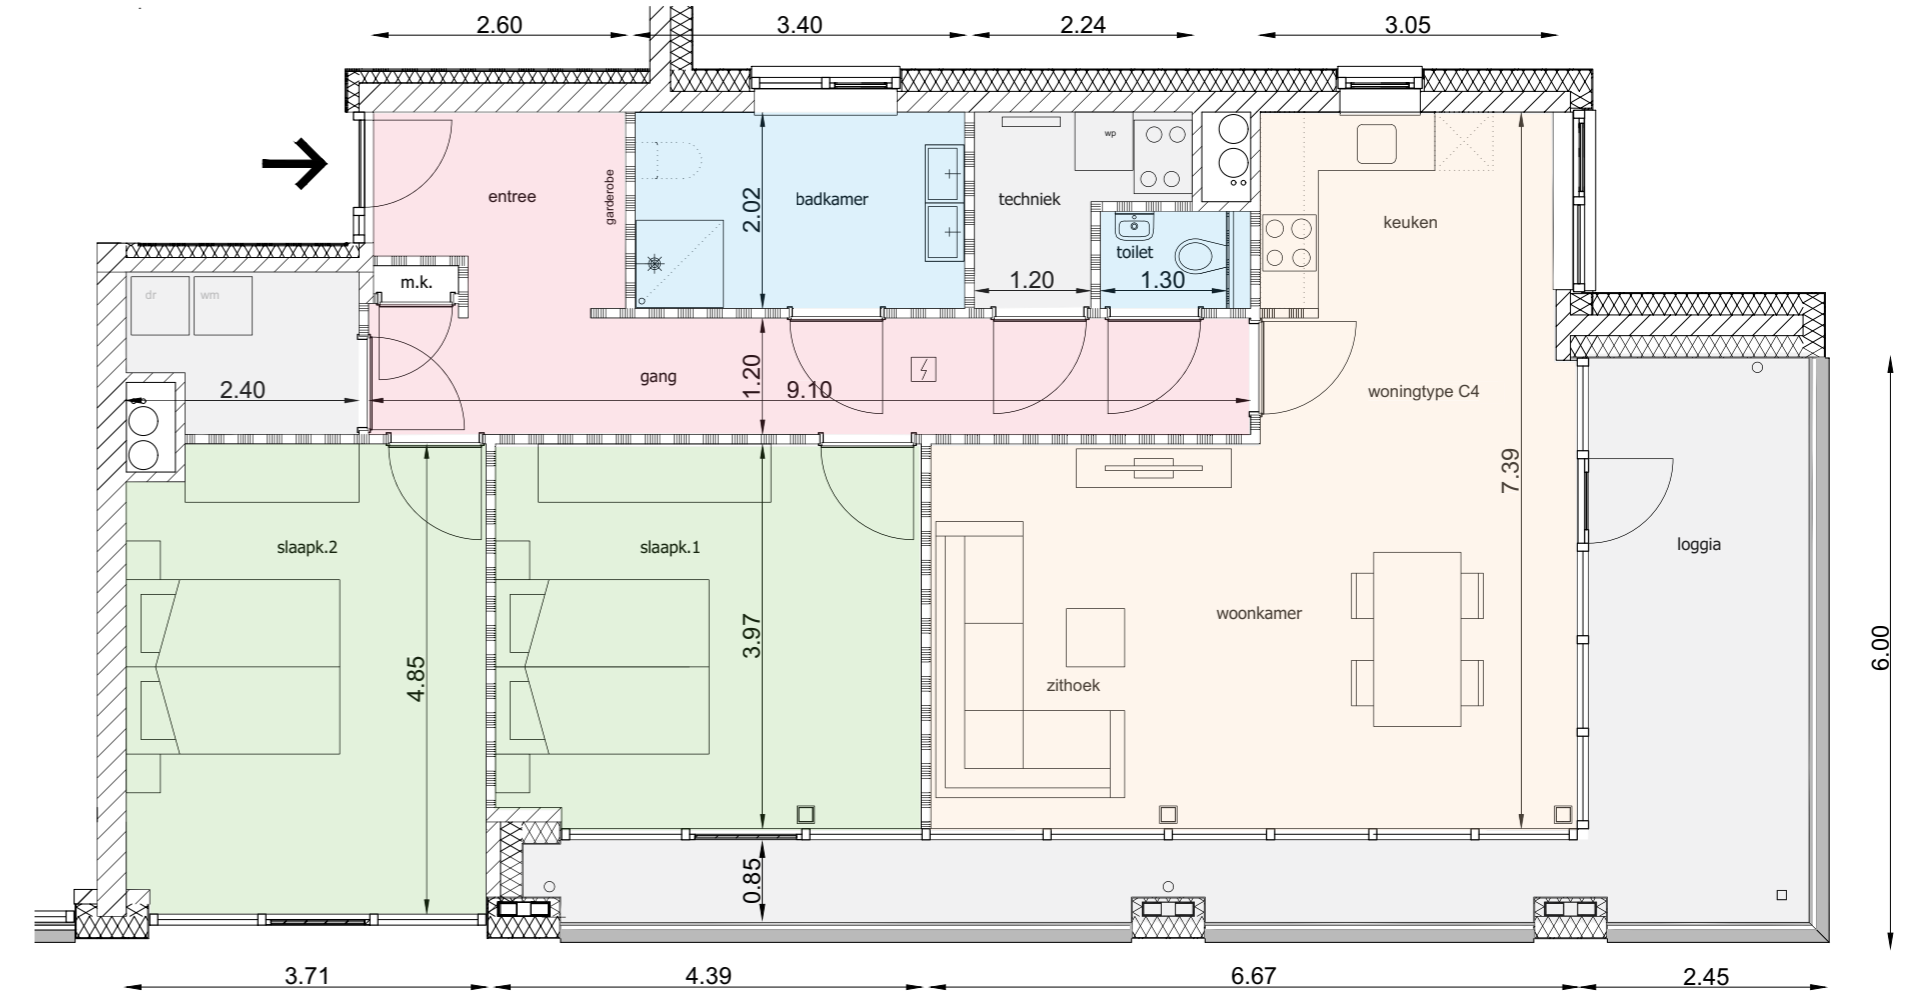 2.60
3.40
2.24
3.05
entree
garderobe
badkamer
2.02
techniek
wp
keuken
toilet
1.20
1.30
m.k.
dr
wm
2.40
gang
1.20
9.10
woningtype C4
7.39
slaapk.2
slaapk.1
loggia
woonkamer
zithoek
4.85
3.97
6.00
0.85
3.71
4.39
6.67
2.45